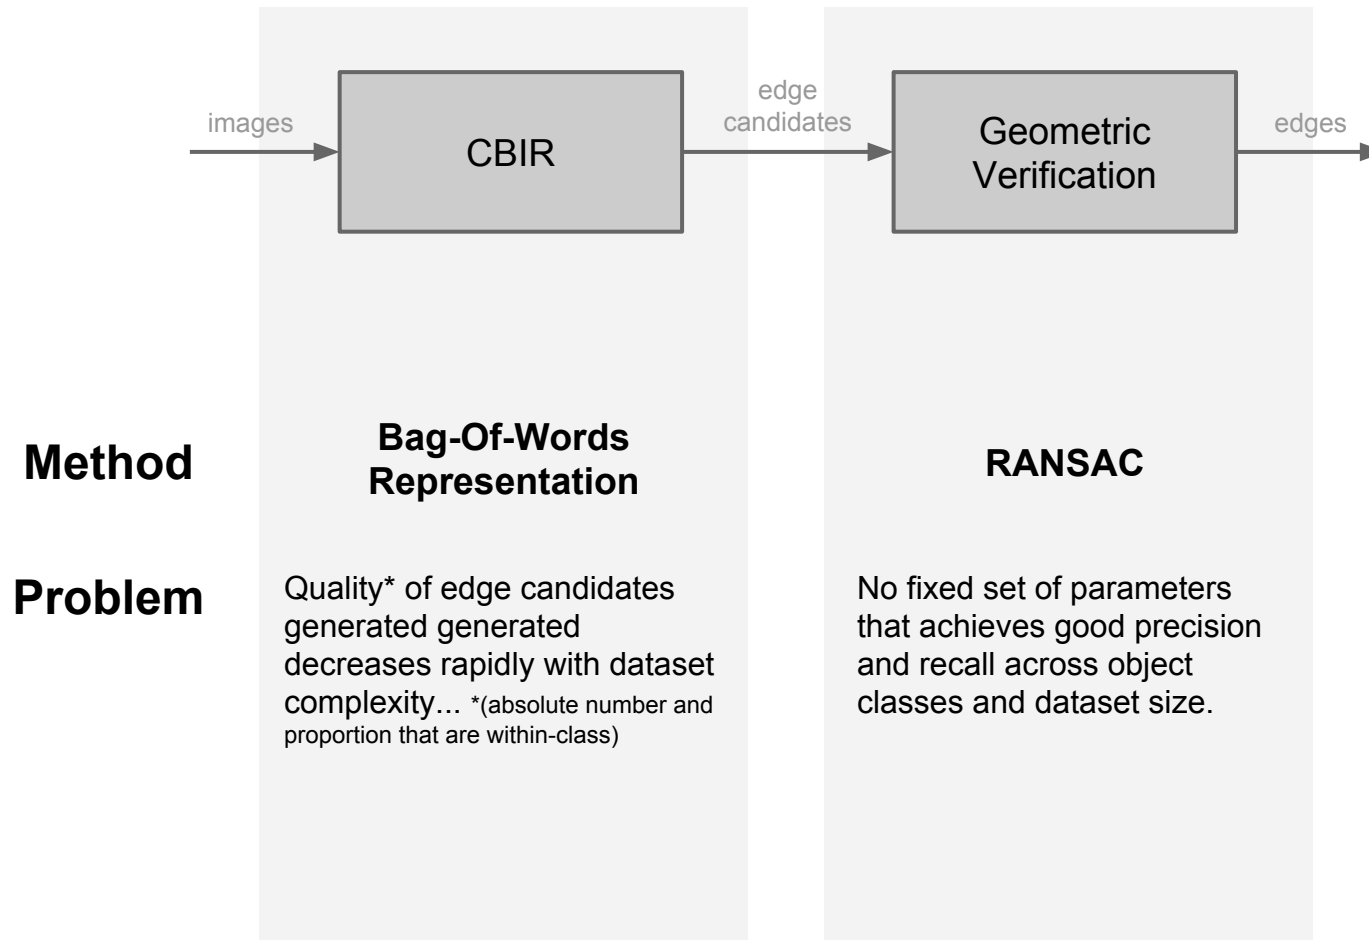 images
CBIR
edge
candidates
Geometric
Verification
edges
Method
Bag-Of-Words
Representation
RANSAC
Problem
Quality* of edge candidates
generated generated
decreases rapidly with dataset
complexity... *(absolute number and
proportion that are within-class)
No fixed set of parameters
that achieves good precision
and recall across object
classes and dataset size.